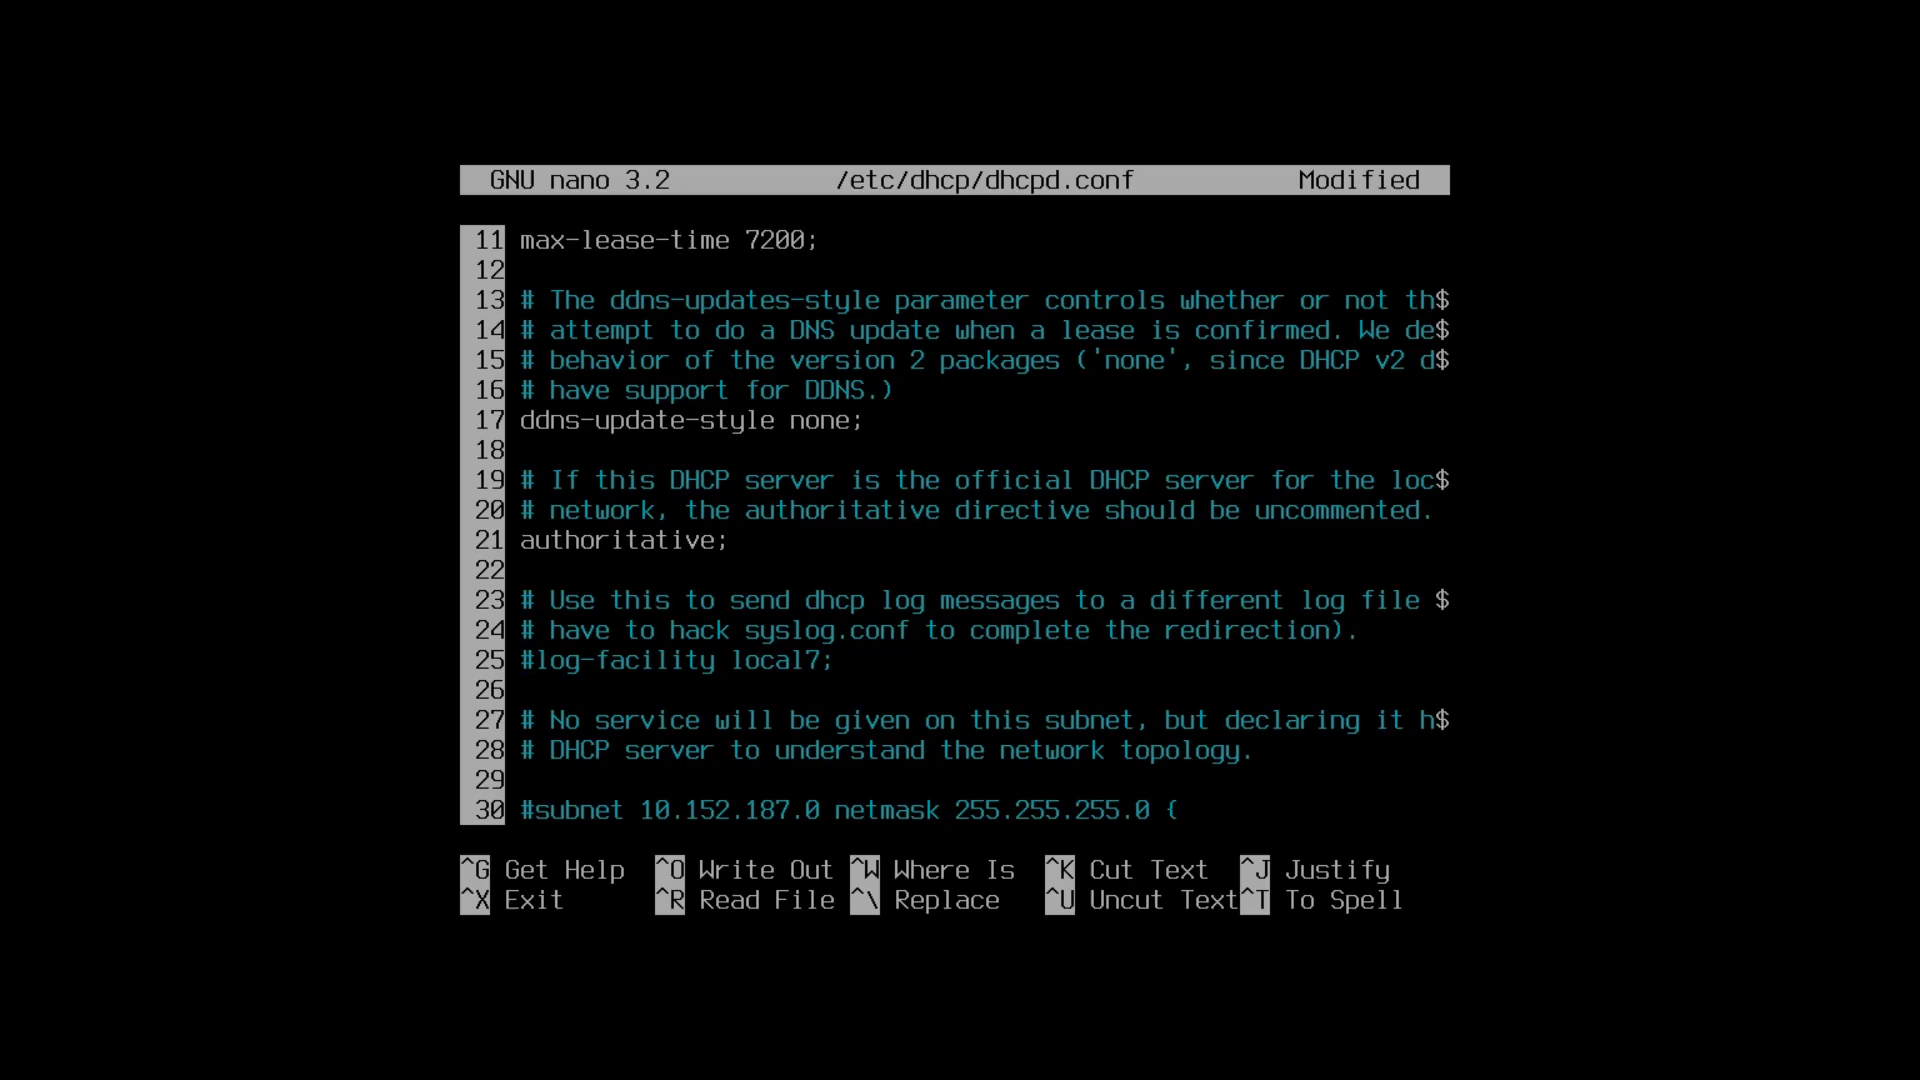 GNU nano 3.2 /etc/dhcp/dhcpd.conf Modified
11 max-lease-time 7200;
12
13 # The ddns-updates-style parameter controls whether or not th$
14 # attempt to do a DNS update when a lease is confirmed. We de$
15 # behavior of the version 2 packages ('none', since DHCP v2 d$
16 # have support for DDNS.)
17 ddns-update-style none;
18
19 # If this DHCP server is the official DHCP server for the loc$
20 # network, the authoritative directive should be uncommented.
21 authoritative;
22
23 # Use this to send dhcp log messages to a different log file $
24 # have to hack syslog.conf to complete the redirection).
25 #log-facility local7;
26
27 # No service will be given on this subnet, but declaring it h$
28 # DHCP server to understand the network topology.
29
30 #subnet 10.152.187.0 netmask 255.255.255.0 {
^G Get Help ^O Write Out ^W Where Is ^K Cut Text ^J Justify
^X Exit ^R Read File ^\ Replace ^U Uncut Text ^T To Spell